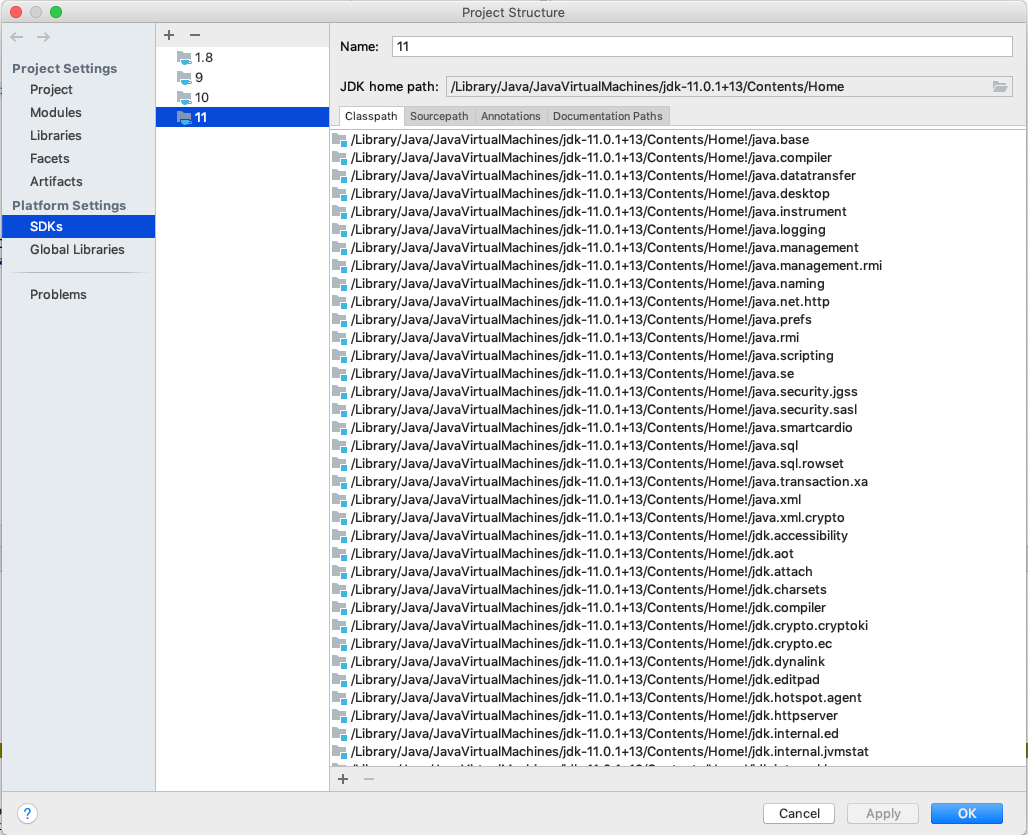 Project Structure
Project Settings
Project
Modules
Libraries
Facets
Artifacts
Platform Settings
SDKs
Global Libraries
Problems
1.8
9
10
11
Name: 11
JDK home path: /Library/Java/JavaVirtualMachines/jdk-11.0.1+13/Contents/Home
Classpath Sourcepath Annotations Documentation Paths
/Library/Java/JavaVirtualMachines/jdk-11.0.1+13/Contents/Home!/java.base
/Library/Java/JavaVirtualMachines/jdk-11.0.1+13/Contents/Home!/java.compiler
/Library/Java/JavaVirtualMachines/jdk-11.0.1+13/Contents/Home!/java.datatransfer
/Library/Java/JavaVirtualMachines/jdk-11.0.1+13/Contents/Home!/java.desktop
/Library/Java/JavaVirtualMachines/jdk-11.0.1+13/Contents/Home!/java.instrument
/Library/Java/JavaVirtualMachines/jdk-11.0.1+13/Contents/Home!/java.logging
/Library/Java/JavaVirtualMachines/jdk-11.0.1+13/Contents/Home!/java.management
/Library/Java/JavaVirtualMachines/jdk-11.0.1+13/Contents/Home!/java.management.rmi
/Library/Java/JavaVirtualMachines/jdk-11.0.1+13/Contents/Home!/java.naming
/Library/Java/JavaVirtualMachines/jdk-11.0.1+13/Contents/Home!/java.net.http
/Library/Java/JavaVirtualMachines/jdk-11.0.1+13/Contents/Home!/java.prefs
/Library/Java/JavaVirtualMachines/jdk-11.0.1+13/Contents/Home!/java.rmi
/Library/Java/JavaVirtualMachines/jdk-11.0.1+13/Contents/Home!/java.scripting
/Library/Java/JavaVirtualMachines/jdk-11.0.1+13/Contents/Home!/java.se
/Library/Java/JavaVirtualMachines/jdk-11.0.1+13/Contents/Home!/java.security.jgss
/Library/Java/JavaVirtualMachines/jdk-11.0.1+13/Contents/Home!/java.security.sasl
/Library/Java/JavaVirtualMachines/jdk-11.0.1+13/Contents/Home!/java.smartcardio
/Library/Java/JavaVirtualMachines/jdk-11.0.1+13/Contents/Home!/java.sql
/Library/Java/JavaVirtualMachines/jdk-11.0.1+13/Contents/Home!/java.sql.rowset
/Library/Java/JavaVirtualMachines/jdk-11.0.1+13/Contents/Home!/java.transaction.xa
/Library/Java/JavaVirtualMachines/jdk-11.0.1+13/Contents/Home!/java.xml
/Library/Java/JavaVirtualMachines/jdk-11.0.1+13/Contents/Home!/java.xml.crypto
/Library/Java/JavaVirtualMachines/jdk-11.0.1+13/Contents/Home!/jdk.accessibility
/Library/Java/JavaVirtualMachines/jdk-11.0.1+13/Contents/Home!/jdk.aot
/Library/Java/JavaVirtualMachines/jdk-11.0.1+13/Contents/Home!/jdk.attach
/Library/Java/JavaVirtualMachines/jdk-11.0.1+13/Contents/Home!/jdk.charsets
/Library/Java/JavaVirtualMachines/jdk-11.0.1+13/Contents/Home!/jdk.compiler
/Library/Java/JavaVirtualMachines/jdk-11.0.1+13/Contents/Home!/jdk.crypto.cryptoki
/Library/Java/JavaVirtualMachines/jdk-11.0.1+13/Contents/Home!/jdk.crypto.ec
/Library/Java/JavaVirtualMachines/jdk-11.0.1+13/Contents/Home!/jdk.dynalink
/Library/Java/JavaVirtualMachines/jdk-11.0.1+13/Contents/Home!/jdk.editpad
/Library/Java/JavaVirtualMachines/jdk-11.0.1+13/Contents/Home!/jdk.hotspot.agent
/Library/Java/JavaVirtualMachines/jdk-11.0.1+13/Contents/Home!/jdk.httpserver
/Library/Java/JavaVirtualMachines/jdk-11.0.1+13/Contents/Home!/jdk.internal.ed
/Library/Java/JavaVirtualMachines/jdk-11.0.1+13/Contents/Home!/jdk.internal.jvmstat
? Cancel Apply OK